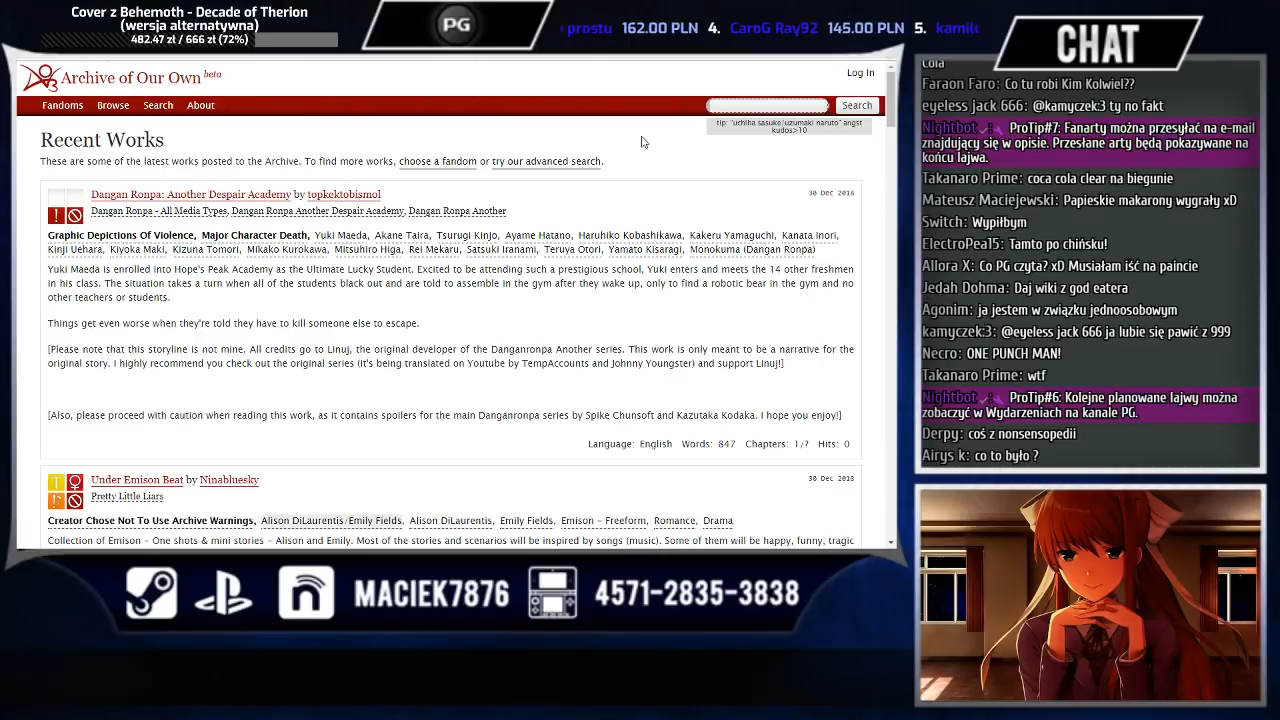 Cover z Behemoth - Decade of Therion
(wersja alternatywna)
482.47 zł / 666 zł (72%)
PG
prostu 162.00 PLN 4. CaroG Ray92 145.00 PLN 5. kamil
CHAT
Archive of Our Own beta
Log In
Fandoms Browse Search About
Search
tip: "uchiha sasuke/uzumaki naruto" angst
kudos>10
Recent Works
These are some of the latest works posted to the Archive. To find more works, choose a fandom or try our advanced search.
Dangan Ronpa: Another Despair Academy by topkektobismol
30 Dec 2018
Dangan Ronpa - All Media Types, Dangan Ronpa Another Despair Academy, Dangan Ronpa Another
Graphic Depictions Of Violence, Major Character Death, Yuki Maeda, Akane Taira, Tsurugi Kinjo, Ayame Hatano, Haruhiko Kobashikawa, Kakeru Yamaguchi, Kanata Inori,
Kinji Uehara, Kiyoka Maki, Kizuna Tomori, Mikako Kurokawa, Mitsuhiro Higa, Rei Mekaru, Satsuki Iranami, Teruya Otori, Yamato Kisaragi, Monokuma (Dangan Ronpa)
Yuki Maeda is enrolled into Hope's Peak Academy as the Ultimate Lucky Student. Excited to be attending such a prestigious school, Yuki enters and meets the 14 other freshmen
in his class. The situation takes a turn when all of the students black out and are told to assemble in the gym after they wake up, only to find a robotic bear in the gym and no
other teachers or students.
Things get even worse when they're told they have to kill someone else to escape.
[Please note that this storyline is not mine. All credits go to Linuj, the original developer of the Danganronpa Another series. This work is only meant to be a narrative for the
original story. I highly recommend you check out the original series (it's being translated on Youtube by TempAccounts and Johnny Youngster) and support Linuj!]
[Also, please proceed with caution when reading this work, as it contains spoilers for the main Danganronpa series by Spike Chunsoft and Kazutaka Kodaka. I hope you enjoy!]
Language: English Words: 847 Chapters: 1/? Hits: 0
Under Emison Beat by Ninabluesky
30 Dec 2018
Pretty Little Liars
Creator Chose Not To Use Archive Warnings, Alison DiLaurentis/Emily Fields, Alison DiLaurentis, Emily Fields, Emison - Freeform, Romance, Drama
Collection of Emison - One shots & mini stories - Alison and Emily. Most of the stories and scenarios will be inspired by songs (music). Some of them will be happy, funny, tragic
Cola
Faraon Faro: Co tu robi Kim Kolwiel??
eyeless jack 666: @kamyczek:3 ty no fakt
Nightbot: ProTip#7: Fanarty można przesyłać na e-mail
znajdujący się w opisie. Przesłane arty będą pokazywane na
końcu lajwa.
Takanaro Prime: coca cola clear na biegunie
Mateusz Maciejewski: Papieskie makarony wygrały xD
Switch: Wypiłbym
ElectroPea15: Tamto po chińsku!
Allora X: Co PG czyta? xD Musiałam iść na paincie
Jedah Dohma: Daj wiki z god eatera
Agonim: ja jestem w związku jednoosobowym
kamyczek:3: @eyeless jack 666 ja lubie się pawić z 999
Necro: ONE PUNCH MAN!
Takanaro Prime: wtf
Nightbot: ProTip#6: Kolejne planowane lajwy można
zobaczyć w Wydarzeniach na kanale PG.
Derpy: coś z nonsensopedii
Airys k: co to było ?
MACIEK7876 4571-2835-3838